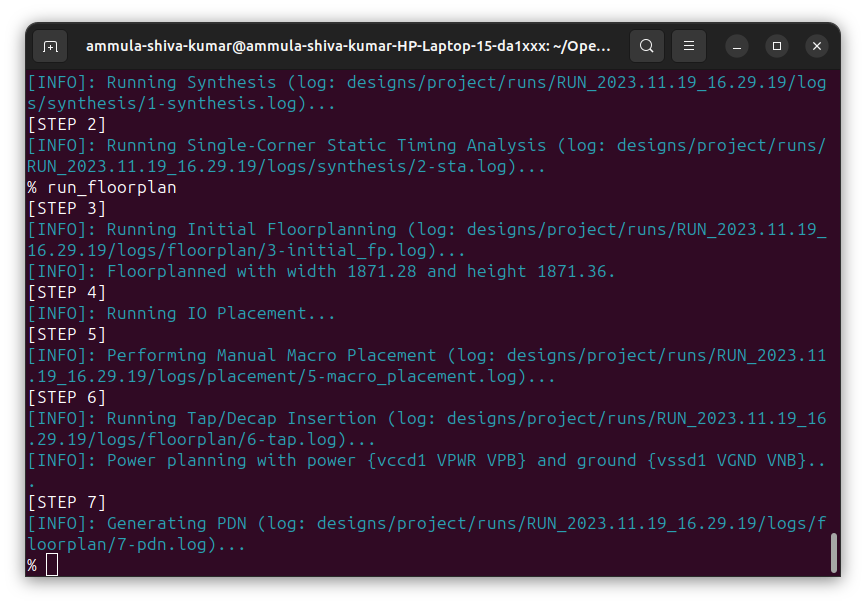 ammula-shiva-kumar@ammula-shiva-kumar-HP-Laptop-15-da1xxx: ~/Ope...
[INFO]: Running Synthesis (log: designs/project/runs/RUN_2023.11.19_16.29.19/log
s/synthesis/1-synthesis.log)...
[STEP 2]
[INFO]: Running Single-Corner Static Timing Analysis (log: designs/project/runs/
RUN_2023.11.19_16.29.19/logs/synthesis/2-sta.log)...
% run_floorplan
[STEP 3]
[INFO]: Running Initial Floorplanning (log: designs/project/runs/RUN_2023.11.19_
16.29.19/logs/floorplan/3-initial_fp.log)...
[INFO]: Floorplanned with width 1871.28 and height 1871.36.
[STEP 4]
[INFO]: Running IO Placement...
[STEP 5]
[INFO]: Performing Manual Macro Placement (log: designs/project/runs/RUN_2023.11
.19_16.29.19/logs/placement/5-macro_placement.log)...
[STEP 6]
[INFO]: Running Tap/Decap Insertion (log: designs/project/runs/RUN_2023.11.19_16
.29.19/logs/floorplan/6-tap.log)...
[INFO]: Power planning with power {vccd1 VPWR VPB} and ground {vssd1 VGND VNB}..
.
[STEP 7]
[INFO]: Generating PDN (log: designs/project/runs/RUN_2023.11.19_16.29.19/logs/f
loorplan/7-pdn.log)...
%